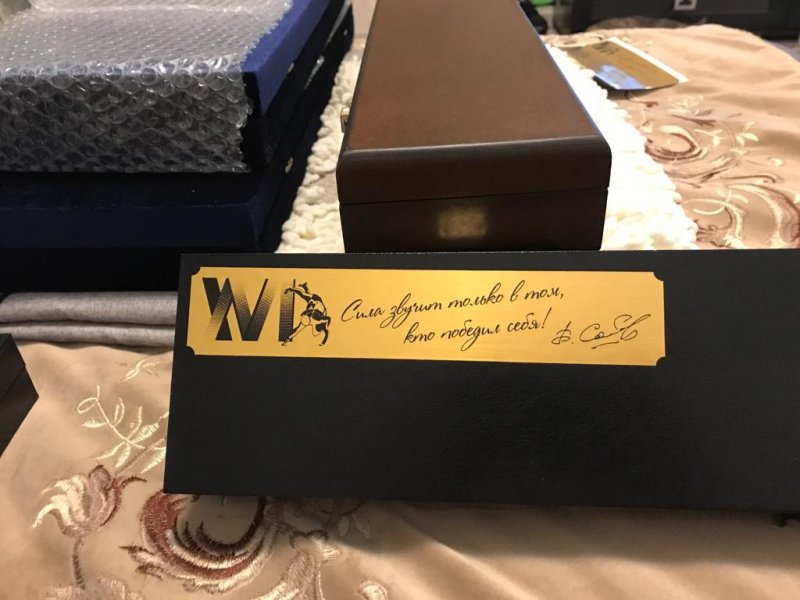 Сила звучит только в том,
кто победил себя!